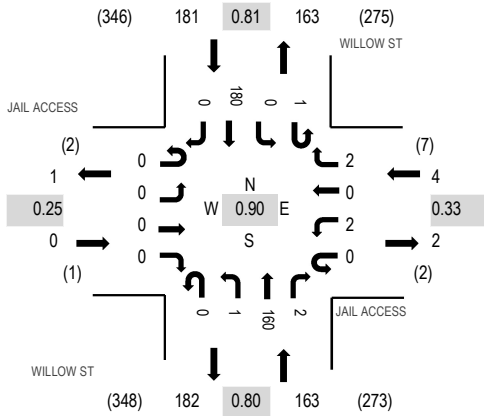 (346) 181 0.81 163 (275)
WILLOW ST
JAIL ACCESS
0 180 0 1
(2) 0 2 (7)
1 0 N 0 4
0.25 W 0.90 E 0.33
0 0 S 2 2
(1) 0 0 (2)
0 1 160 2
JAIL ACCESS
WILLOW ST
(348) 182 0.80 163 (273)